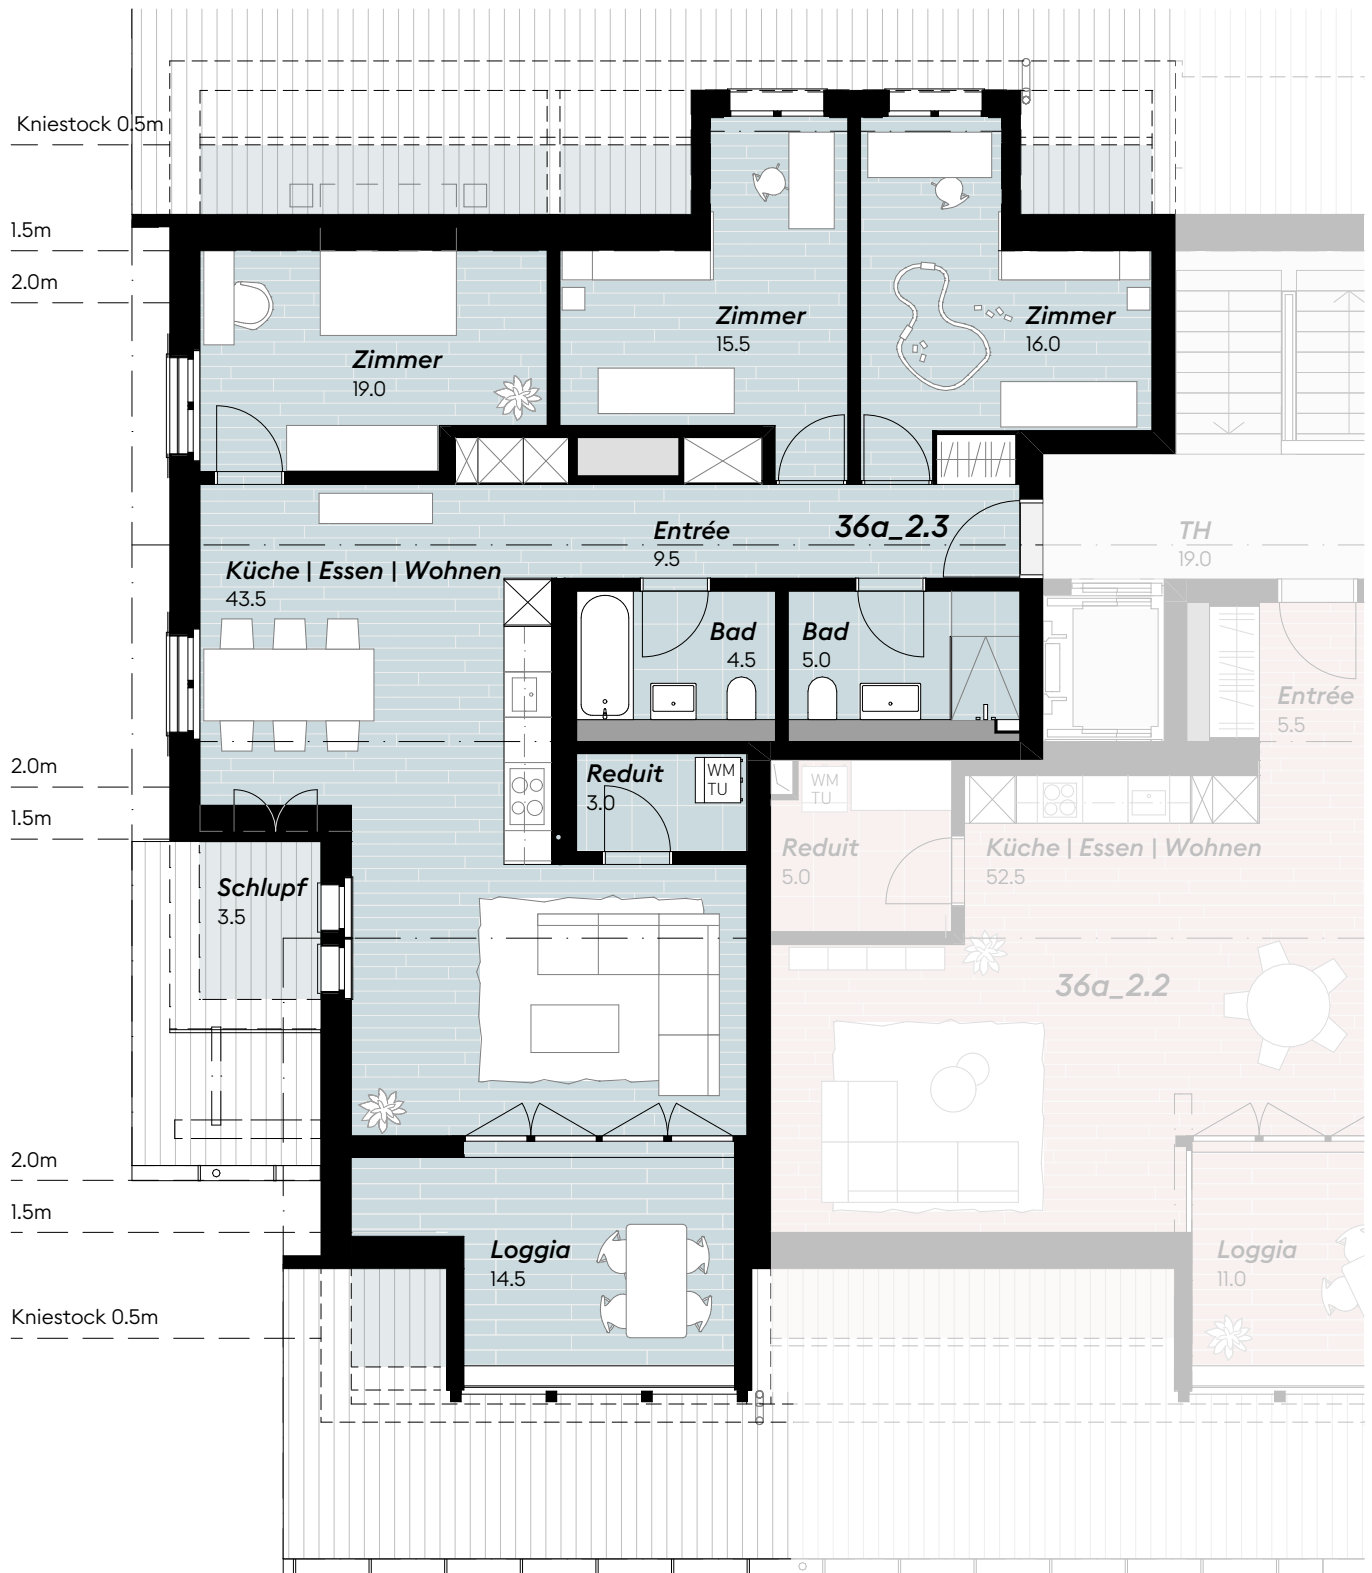 Kniestock 0.5m
1.5m
2.0m
Zimmer
19.0
Zimmer
15.5
Zimmer
16.0
Entrée
9.5
36a_2.3
TH
19.0
Küche | Essen | Wohnen
43.5
Bad
4.5
Bad
5.0
Entrée
5.5
2.0m
1.5m
Reduit
3.0
WM
TU
WM
TU
Reduit
5.0
Küche | Essen | Wohnen
52.5
Schlupf
3.5
36a_2.2
2.0m
1.5m
Loggia
14.5
Loggia
11.0
Kniestock 0.5m